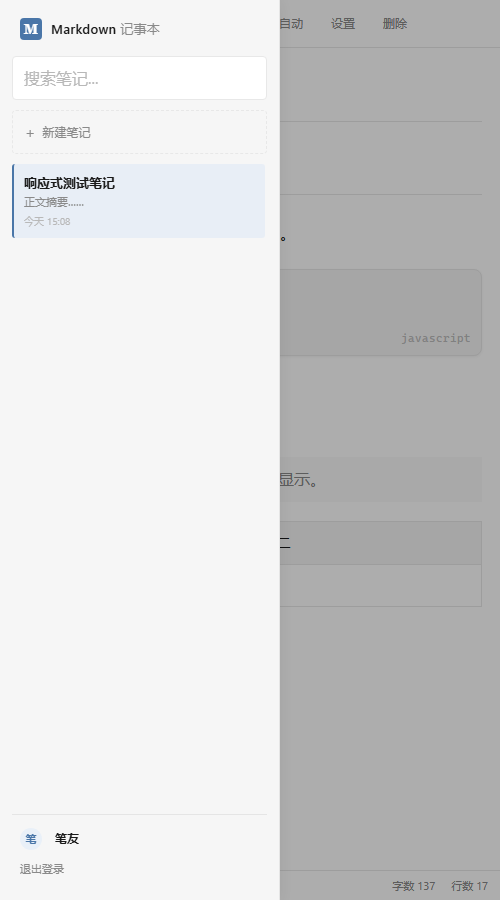 M Markdown 记事本
自动 设置 删除
搜索笔记...
+ 新建笔记
响应式测试笔记
正文摘要......
今天 15:08
。
javascript
显示。
二
笔 笔友
退出登录
字数 137 行数 17